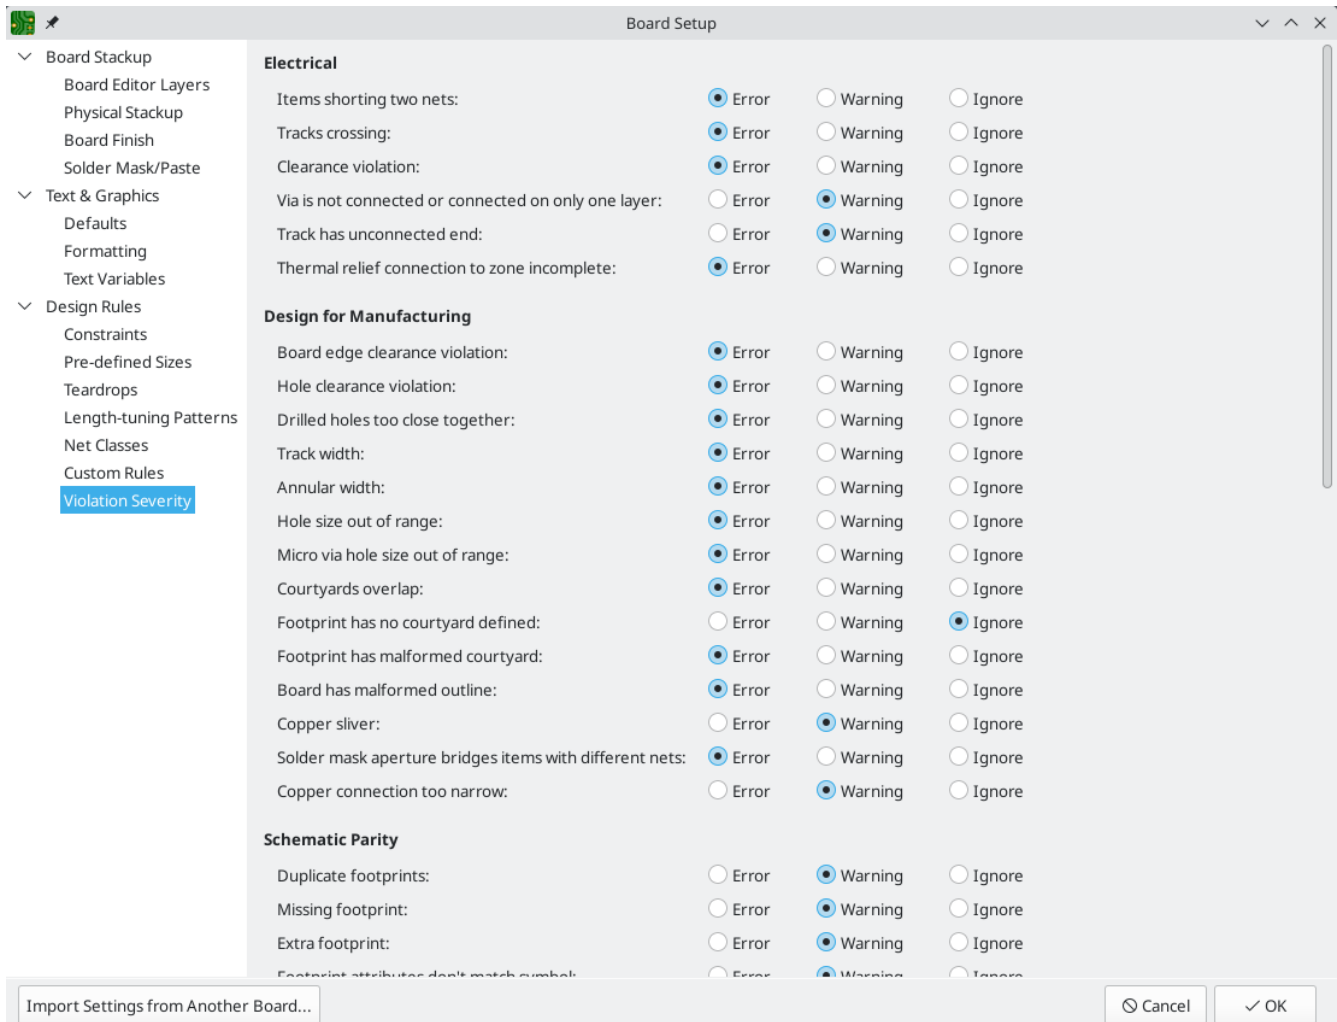 Board Setup
Board Stackup
Board Editor Layers
Physical Stackup
Board Finish
Solder Mask/Paste
Text & Graphics
Defaults
Formatting
Text Variables
Design Rules
Constraints
Pre-defined Sizes
Teardrops
Length-tuning Patterns
Net Classes
Custom Rules
Violation Severity
Electrical
Items shorting two nets: Error Warning Ignore
Tracks crossing: Error Warning Ignore
Clearance violation: Error Warning Ignore
Via is not connected or connected on only one layer: Error Warning Ignore
Track has unconnected end: Error Warning Ignore
Thermal relief connection to zone incomplete: Error Warning Ignore
Design for Manufacturing
Board edge clearance violation: Error Warning Ignore
Hole clearance violation: Error Warning Ignore
Drilled holes too close together: Error Warning Ignore
Track width: Error Warning Ignore
Annular width: Error Warning Ignore
Hole size out of range: Error Warning Ignore
Micro via hole size out of range: Error Warning Ignore
Courtyards overlap: Error Warning Ignore
Footprint has no courtyard defined: Error Warning Ignore
Footprint has malformed courtyard: Error Warning Ignore
Board has malformed outline: Error Warning Ignore
Copper sliver: Error Warning Ignore
Solder mask aperture bridges items with different nets: Error Warning Ignore
Copper connection too narrow: Error Warning Ignore
Schematic Parity
Duplicate footprints: Error Warning Ignore
Missing footprint: Error Warning Ignore
Extra footprint: Error Warning Ignore
Footprint attributes don't match symbol: Error Warning Ignore
Import Settings from Another Board...
Cancel
OK